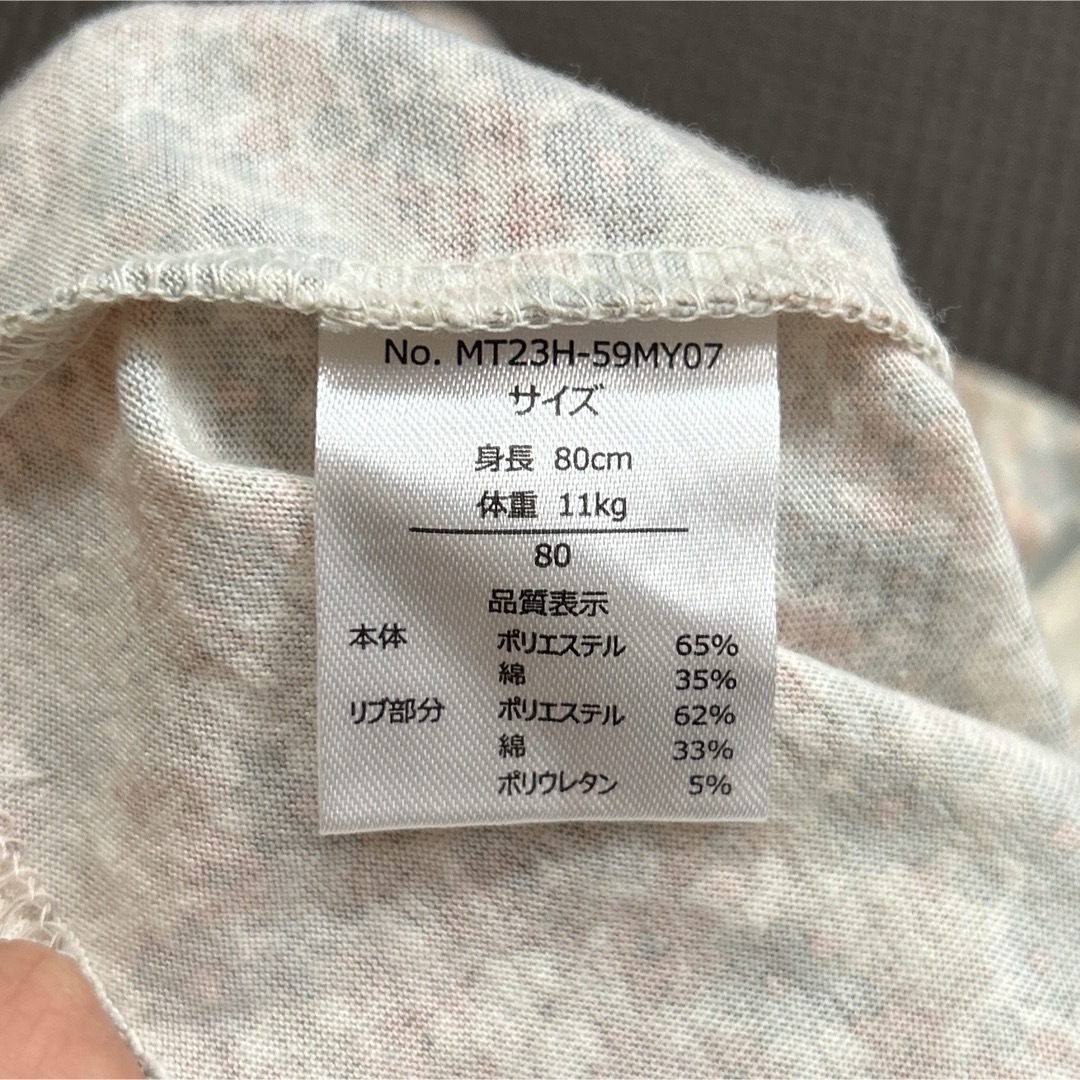 No. MT23H-59MY07
サイズ
身長 80cm
体重 11kg
80
品質表示
本体 ポリエステル 65%
綿 35%
リブ部分 ポリエステル 62%
綿 33%
ポリウレタン 5%